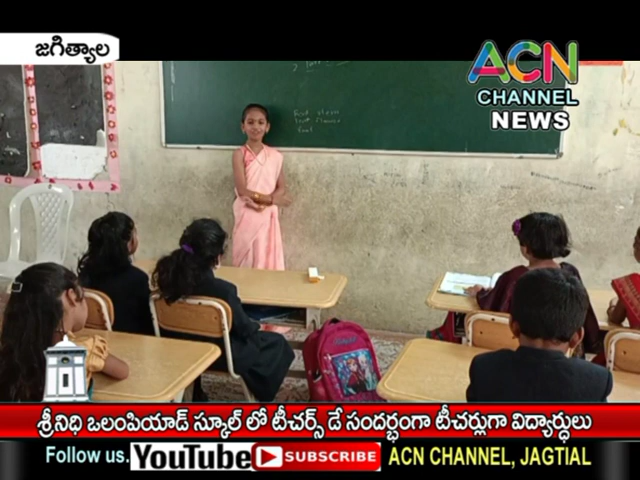 జగిత్యాల
ACN
CHANNEL
NEWS
శ్రీనిధి ఒలంపియాడ్ స్కూల్ లో టీచర్స్ డే సందర్భంగా టీచర్లుగా విద్యార్ధులు
Follow us. YouTube SUBSCRIBE ACN CHANNEL, JAGTIAL